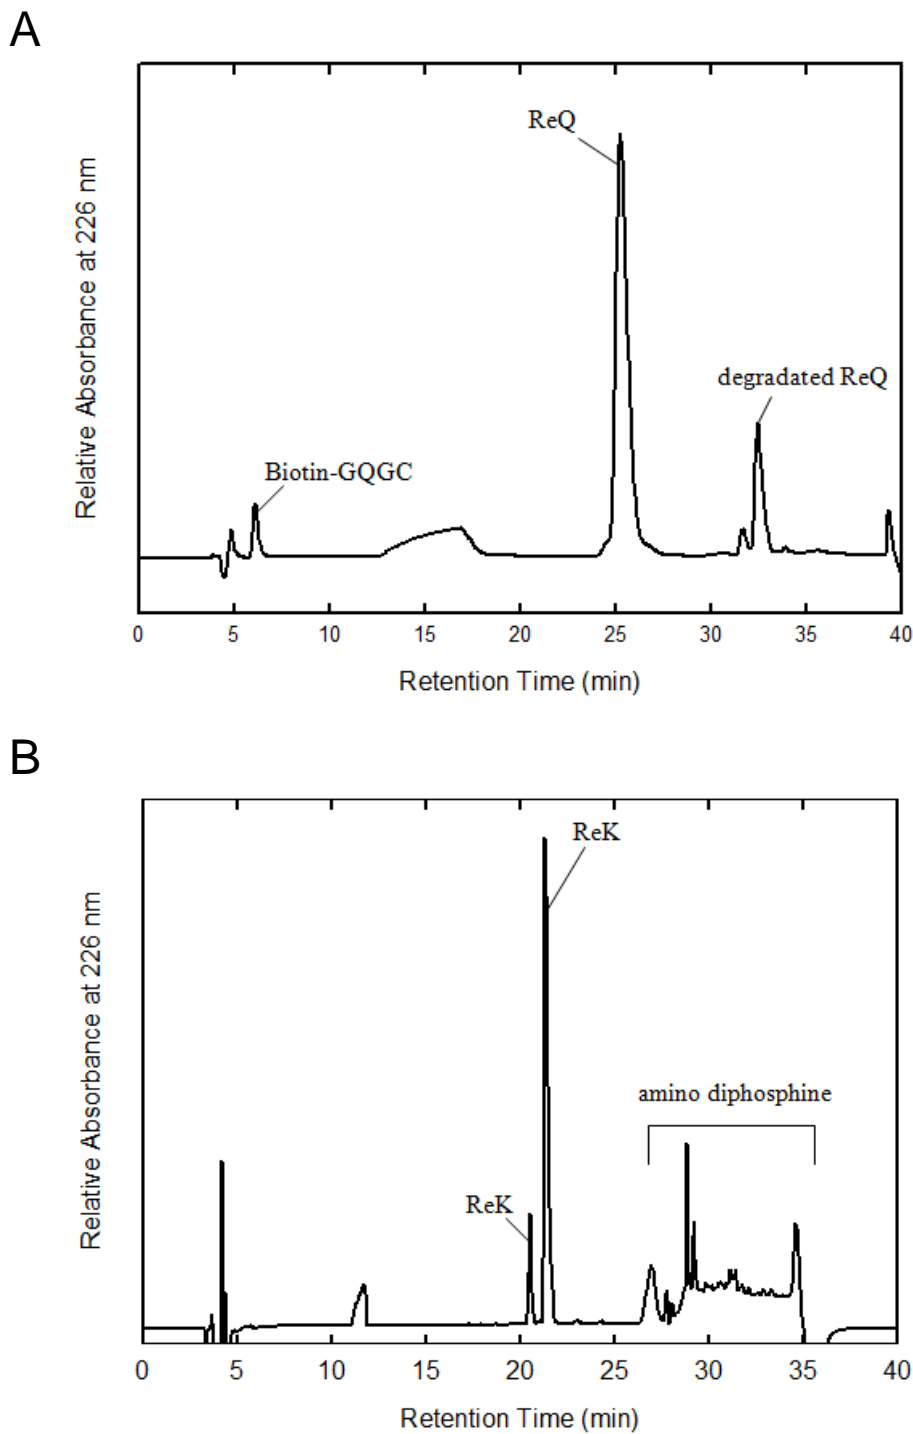 A
Relative Absorbance at 226 nm
ReQ
degradated ReQ
Biotin-GQGC
0 5 10 15 20 25 30 35 40
Retention Time (min)
B
Relative Absorbance at 226 nm
ReK
amino diphosphine
ReK
0 5 10 15 20 25 30 35 40
Retention Time (min)